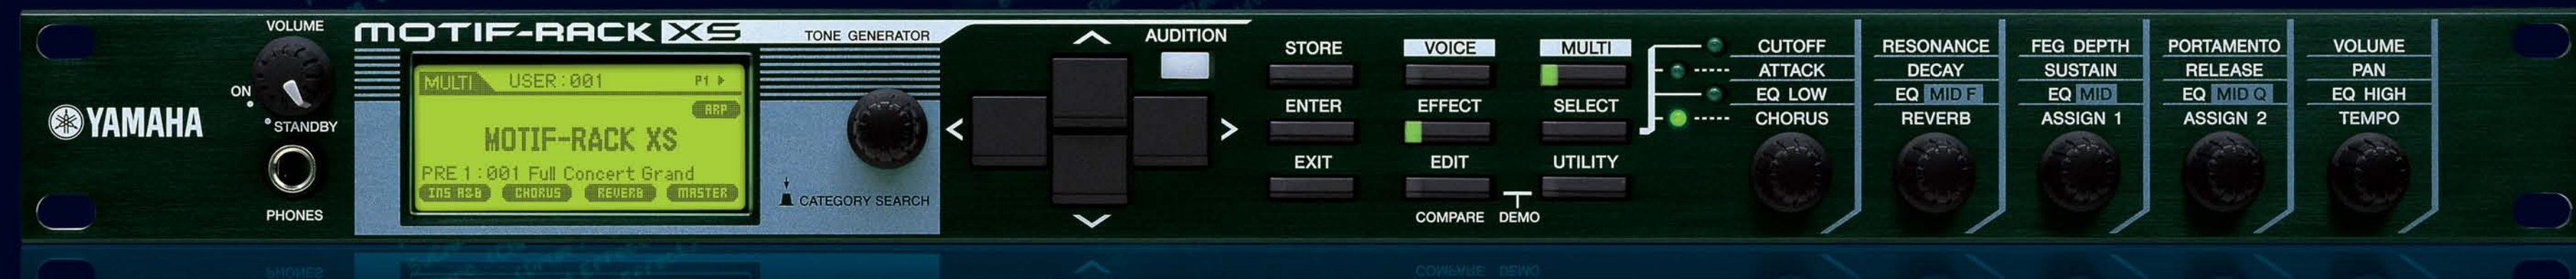 VOLUME
ON
STANDBY
YAMAHA
PHONES
MOTIF-RACK XS
TONE GENERATOR
MULTI USER:001 P1
ARP
MOTIF-RACK XS
PRE1:001 Full Concert Grand
INS A&B CHORUS REVERB MASTER
CATEGORY SEARCH
AUDITION
STORE VOICE MULTI
ENTER EFFECT SELECT
EXIT EDIT UTILITY
COMPARE DEMO
CUTOFF RESONANCE FEG DEPTH PORTAMENTO VOLUME
ATTACK DECAY SUSTAIN RELEASE PAN
EQ LOW EQ MID F EQ MID EQ MID Q EQ HIGH
CHORUS REVERB ASSIGN 1 ASSIGN 2 TEMPO